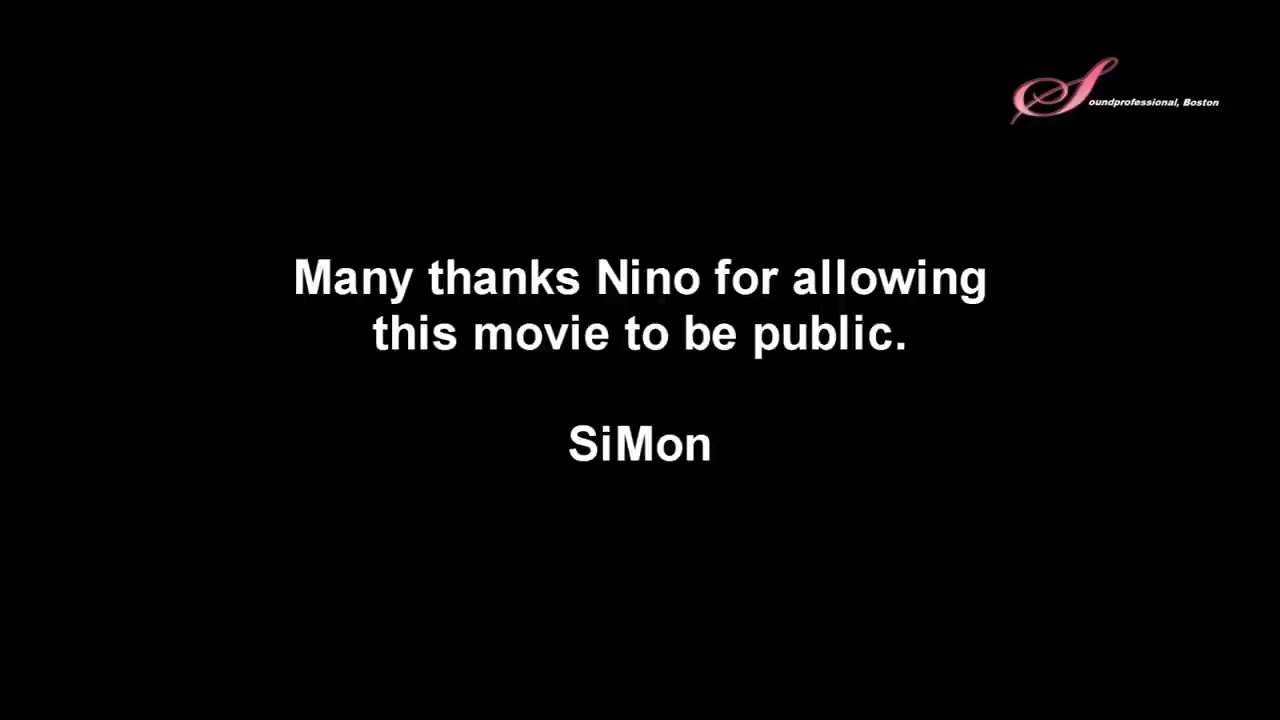 Soundprofessional, Boston
Many thanks Nino for allowing
this movie to be public.
SiMon